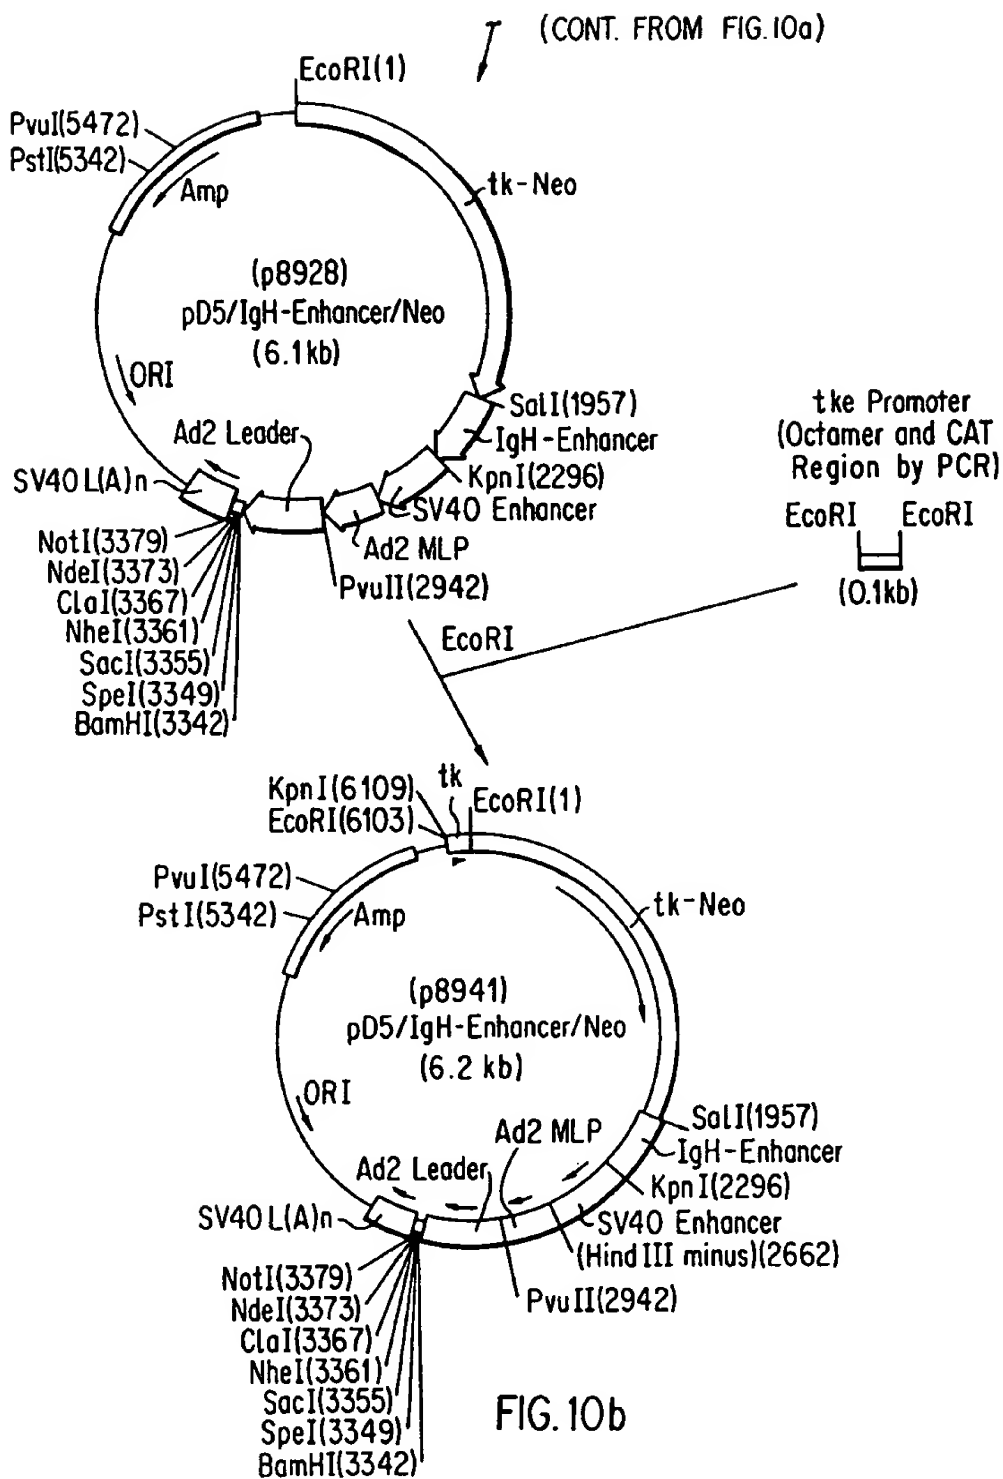 (CONT. FROM FIG.10a)
EcoRI(1)
PvuI(5472)
PstI(5342)
Amp
tk-Neo
(p8928)
pD5/IgH-Enhancer/Neo
(6.1kb)
ORI
Ad2 Leader
SV40 L(A)n
SalI(1957)
IgH-Enhancer
KpnI(2296)
SV40 Enhancer
Ad2 MLP
PvuII(2942)
NotI(3379)
NdeI(3373)
ClaI(3367)
NheI(3361)
SacI(3355)
SpeI(3349)
BamHI(3342)
tke Promoter
(Octamer and CAT
Region by PCR)
EcoRI EcoRI
(0.1kb)
EcoRI
KpnI(6109)
EcoRI(6103)
tk
EcoRI(1)
PvuI(5472)
PstI(5342)
Amp
tk-Neo
(p8941)
pD5/IgH-Enhancer/Neo
(6.2 kb)
ORI
Ad2 MLP
Ad2 Leader
SV40 L(A)n
SalI(1957)
IgH-Enhancer
KpnI(2296)
SV40 Enhancer
(Hind III minus)(2662)
PvuII(2942)
NotI(3379)
NdeI(3373)
ClaI(3367)
NheI(3361)
SacI(3355)
SpeI(3349)
BamHI(3342)
FIG. 10b